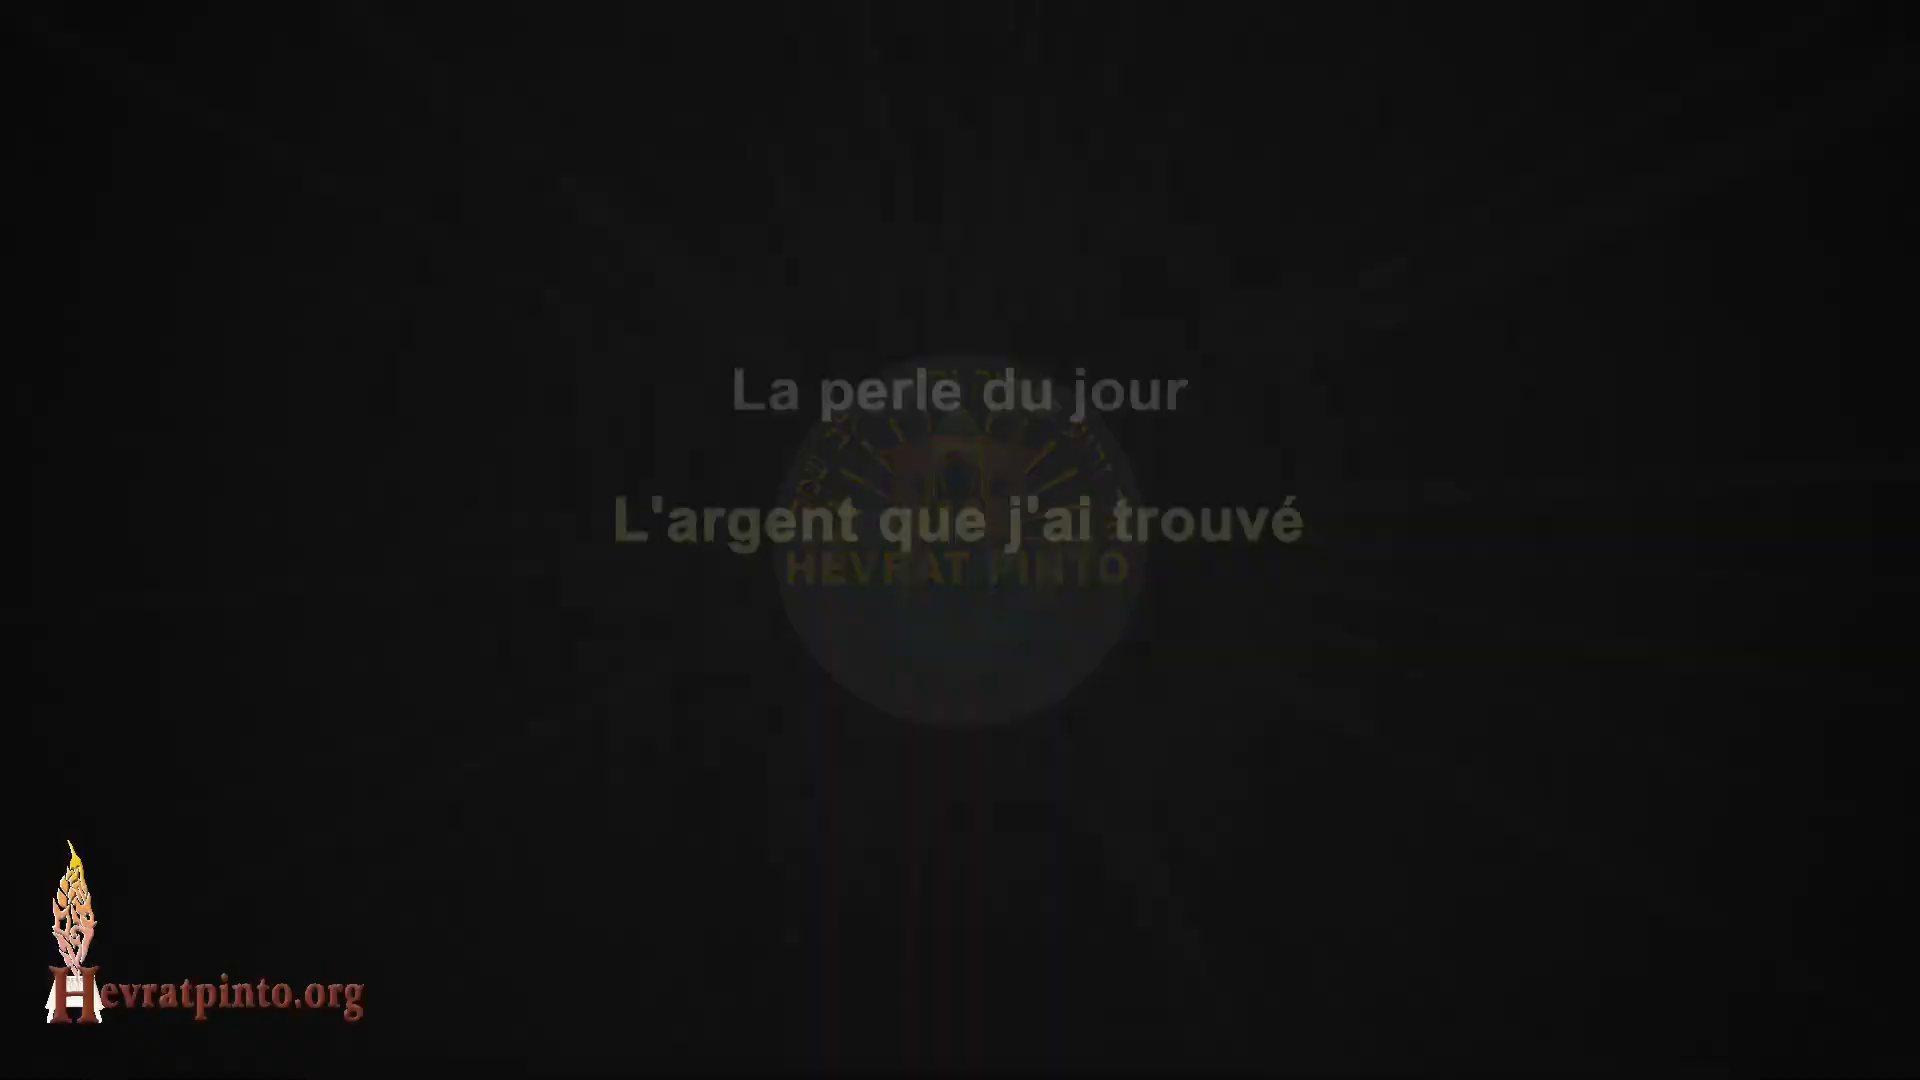 La perle du jour
L'argent que j'ai trouvé
HEVRAT PINTO
Hevratpinto.org